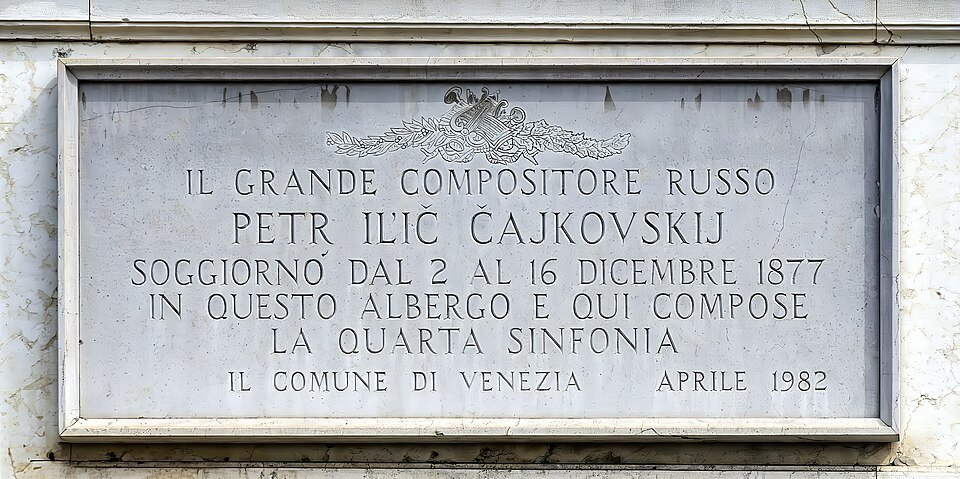 IL GRANDE COMPOSITORE RUSSO
PETR IL'IČ ČAJKOVSKIJ
SOGGIORNÒ DAL 2 AL 16 DICEMBRE 1877
IN QUESTO ALBERGO E QUI COMPOSE
LA QUARTA SINFONIA
IL COMUNE DI VENEZIA APRILE 1982